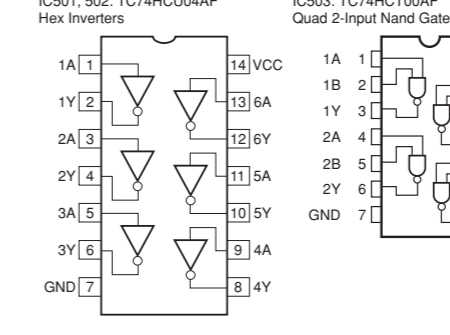 IC501, 502: TC74HCU04AF
Hex Inverters
1A 1
1Y 2
2A 3
2Y 4
3A 5
3Y 6
GND 7
14 VCC
13 6A
12 6Y
11 5A
10 5Y
9 4A
8 4Y
IC503: TC74HCT00AF
Quad 2-Input Nand Gate
1A 1
1B 2
1Y 3
2A 4
2B 5
2Y 6
GND 7